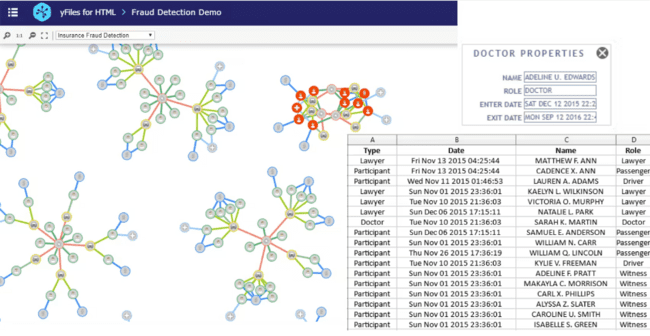 yFiles for HTML > Fraud Detection Demo
1:1 Insurance Fraud Detection
DOCTOR PROPERTIES
NAME ADELINE U. EDWARDS
ROLE DOCTOR
ENTER DATE SAT DEC 12 2015 22:2
EXIT DATE MON SEP 12 2016 22:4
A B C D
Type Date Name Role
Lawyer Fri Nov 13 2015 04:25:44 MATTHEW F. ANN Lawyer
Participant Fri Nov 13 2015 04:25:44 CADENCE X. ANN Passenger
Participant Wed Nov 11 2015 01:46:53 LAUREN A. ADAMS Driver
Lawyer Sun Nov 01 2015 23:36:01 KAELYN L. WILKINSON Lawyer
Lawyer Tue Nov 10 2015 21:36:03 VICTORIA O. MURPHY Lawyer
Lawyer Sun Dec 06 2015 17:15:11 NATALIE L. PARK Lawyer
Doctor Tue Nov 10 2015 21:36:03 SARAH K. MARTIN Doctor
Participant Sun Dec 06 2015 17:15:11 SAMUEL E. ANDERSON Passenger
Participant Sun Nov 01 2015 23:36:01 WILLIAM N. CARR Passenger
Participant Thu Nov 26 2015 17:36:19 WILLIAM Q. LINCOLN Passenger
Participant Tue Nov 10 2015 21:36:03 KYLIE V. FREEMAN Driver
Participant Sun Nov 01 2015 23:36:01 ADELINE F. PRATT Witness
Participant Sun Nov 01 2015 23:36:01 MAKAYLA C. MORRISON Witness
Participant Sun Nov 01 2015 23:36:01 CARL X. PHILLIPS Witness
Participant Sun Nov 01 2015 23:36:01 ALYSSA Z. SLATER Witness
Participant Sun Nov 01 2015 23:36:01 CAROLINE U. SMITH Witness
Participant Sun Nov 01 2015 23:36:01 ISABELLE S. GREEN Witness